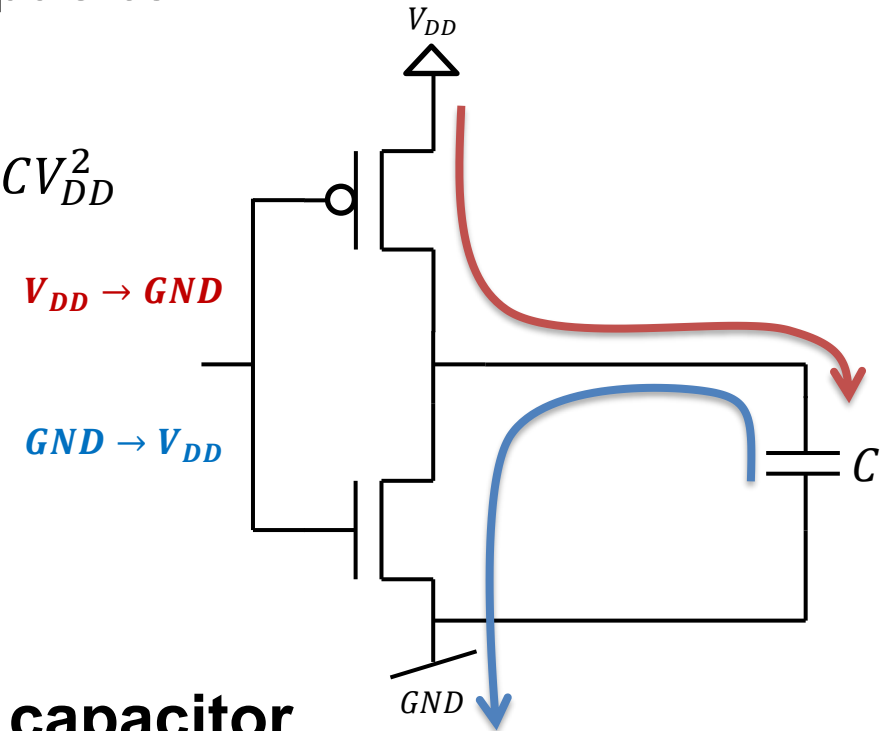 V_DD
CV_DD^2
V_DD → GND
GND → V_DD
C
GND
capacitor